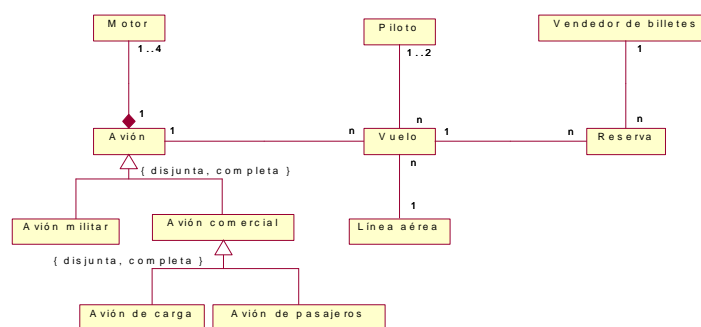 Motor
Piloto
Vendedor de billetes
1..4
1..2
1
1
n
n
Avión
1
n
Vuelo
1
n
Reserva
{ disjunta, completa }
n
1
Avión militar
Avión comercial
Línea aérea
{ disjunta, completa }
Avión de carga
Avión de pasajeros